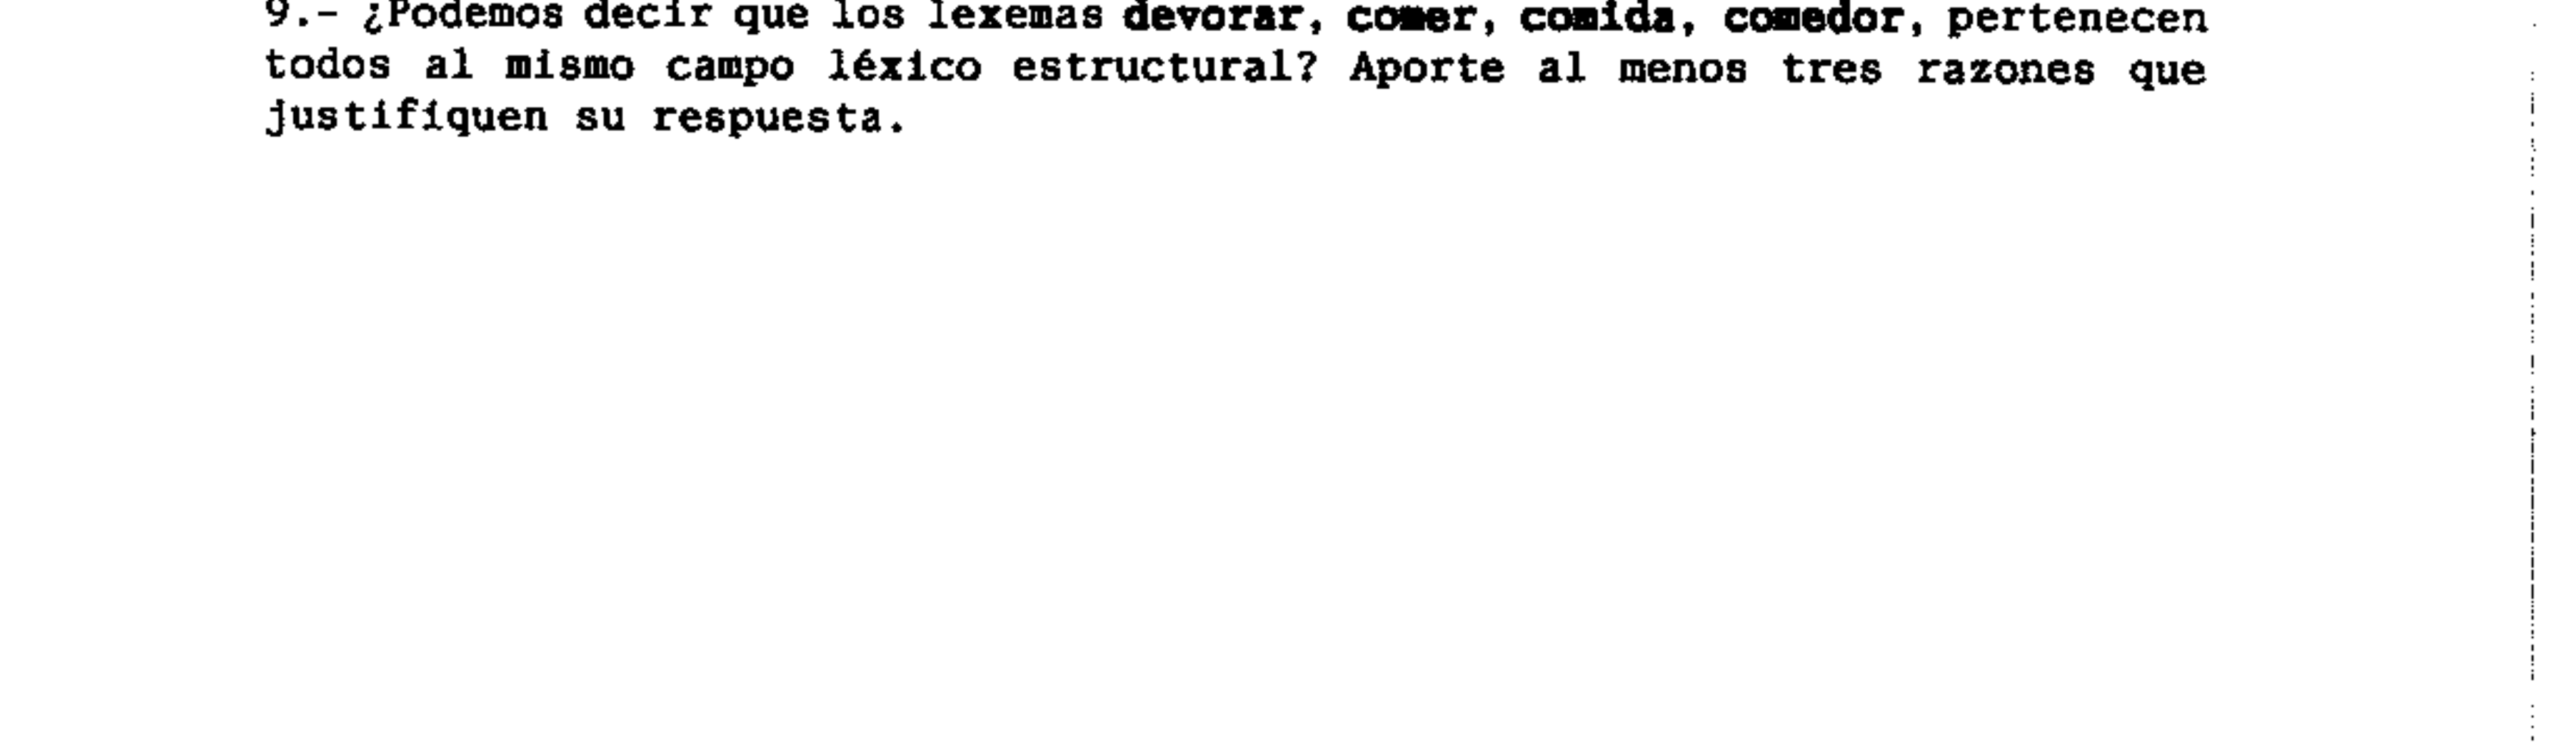 9.- ¿Podemos decir que los lexemas devorar, comer, comida, comedor, pertenecen
todos al mismo campo léxico estructural? Aporte al menos tres razones que
justifiquen su respuesta.